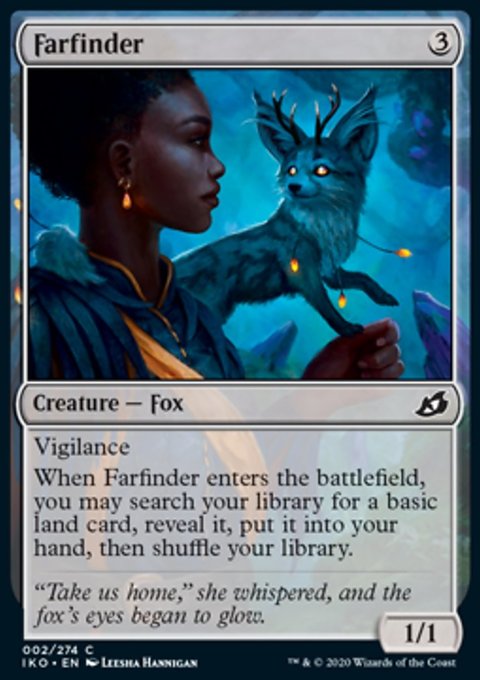 Farfinder 3
Creature — Fox
Vigilance
When Farfinder enters the battlefield,
you may search your library for a basic
land card, reveal it, put it into your
hand, then shuffle your library.
“Take us home,” she whispered, and the
fox’s eyes began to glow.
1/1
002/274 C
IKO • EN Leesha Hannigan
™ & © 2020 Wizards of the Coast